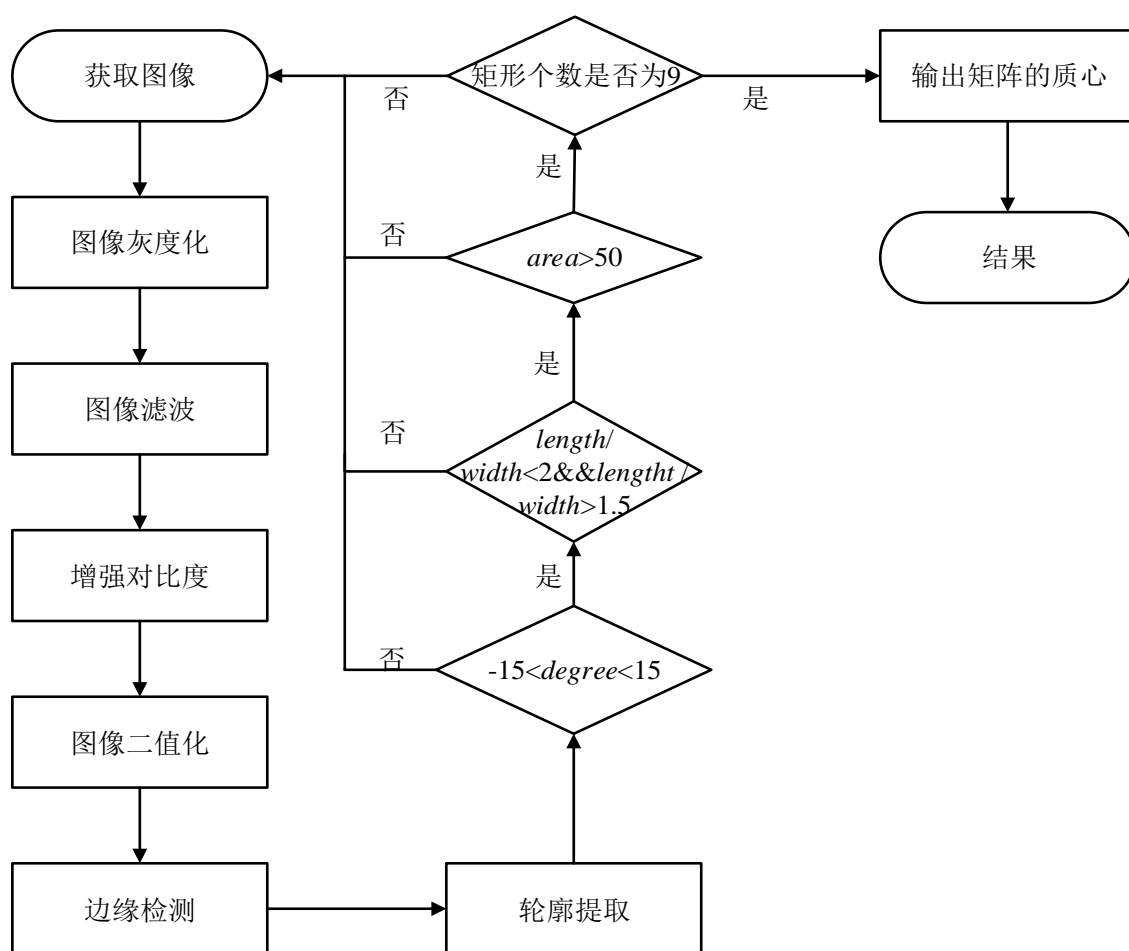 获取图像
矩形个数是否为9
输出矩阵的质心
否
是
是
图像灰度化
否
area>50
结果
是
图像滤波
否
length/
width<2&&lengtht /
width>1.5
增强对比度
是
否
-15<degree<15
图像二值化
边缘检测
轮廓提取